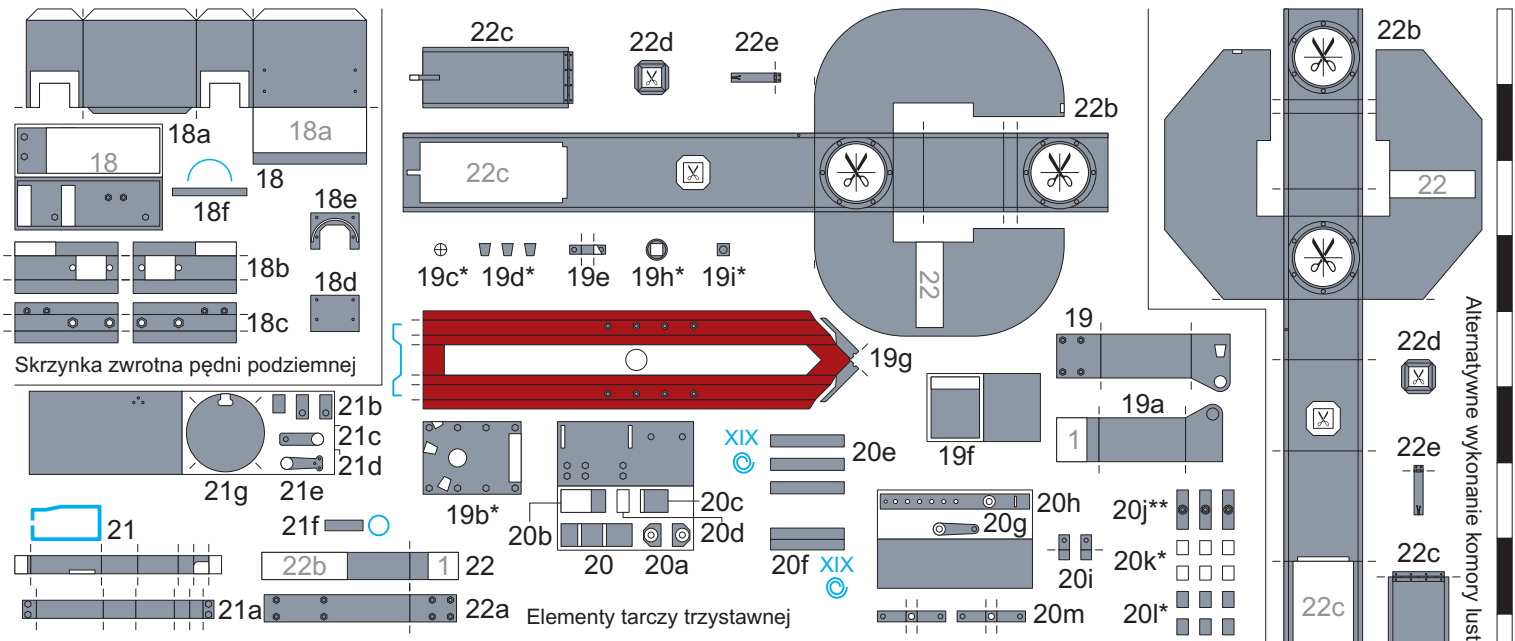 22c
22d
22e
22b
22b
18a
18a
18
18
18f
18e
22c
22
18b
19c*
19d*
19e
19h*
19i*
18d
22
18c
Skrzynka zwrotna pędni podziemnej
19g
19
22d
21b
21c
21d
19a
1
19f
XIX
20e
22e
21g
21e
19b*
20c
20h
20j**
20b
20d
20g
21
21f
20
20a
20f
XIX
20i
20k*
22c
22b
1
22
22c
21a
22a
Elementy tarczy trzystawnej
20m
20l*
Alternatywne wykonanie komory lust